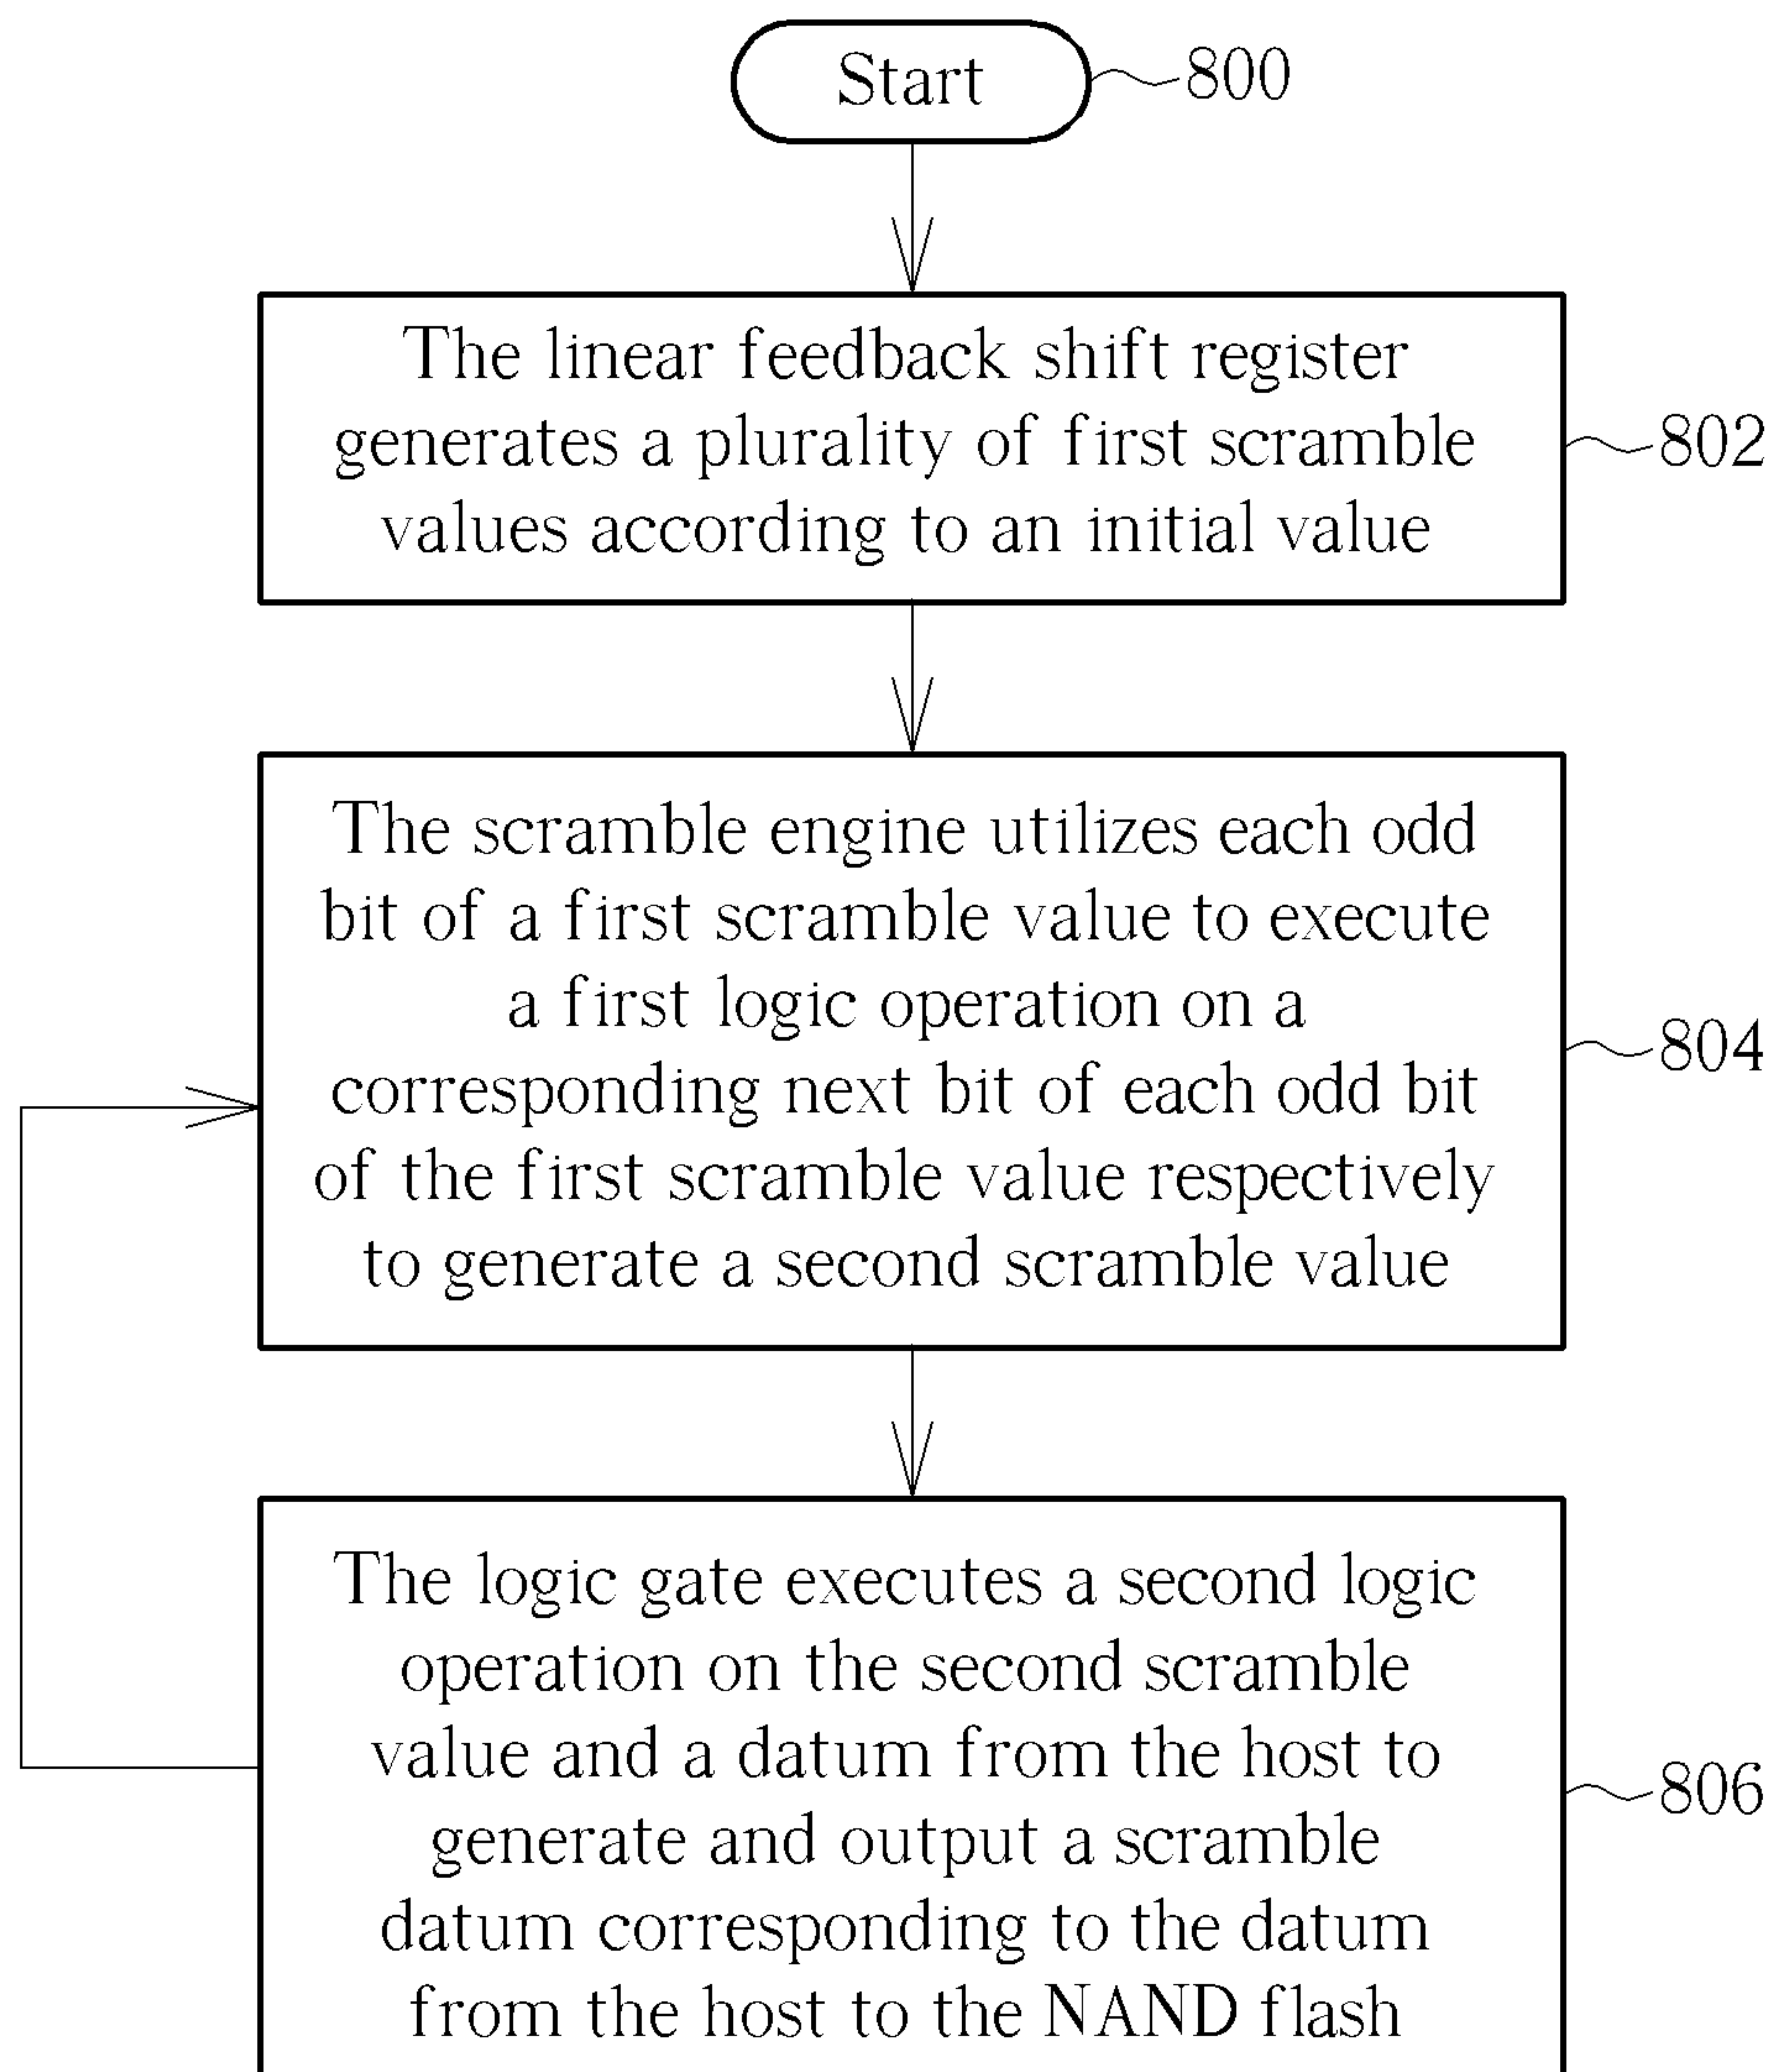 Start
800
The linear feedback shift register
generates a plurality of first scramble
values according to an initial value
802
The scramble engine utilizes each odd
bit of a first scramble value to execute
a first logic operation on a
corresponding next bit of each odd bit
of the first scramble value respectively
to generate a second scramble value
804
The logic gate executes a second logic
operation on the second scramble
value and a datum from the host to
generate and output a scramble
datum corresponding to the datum
from the host to the NAND flash
806